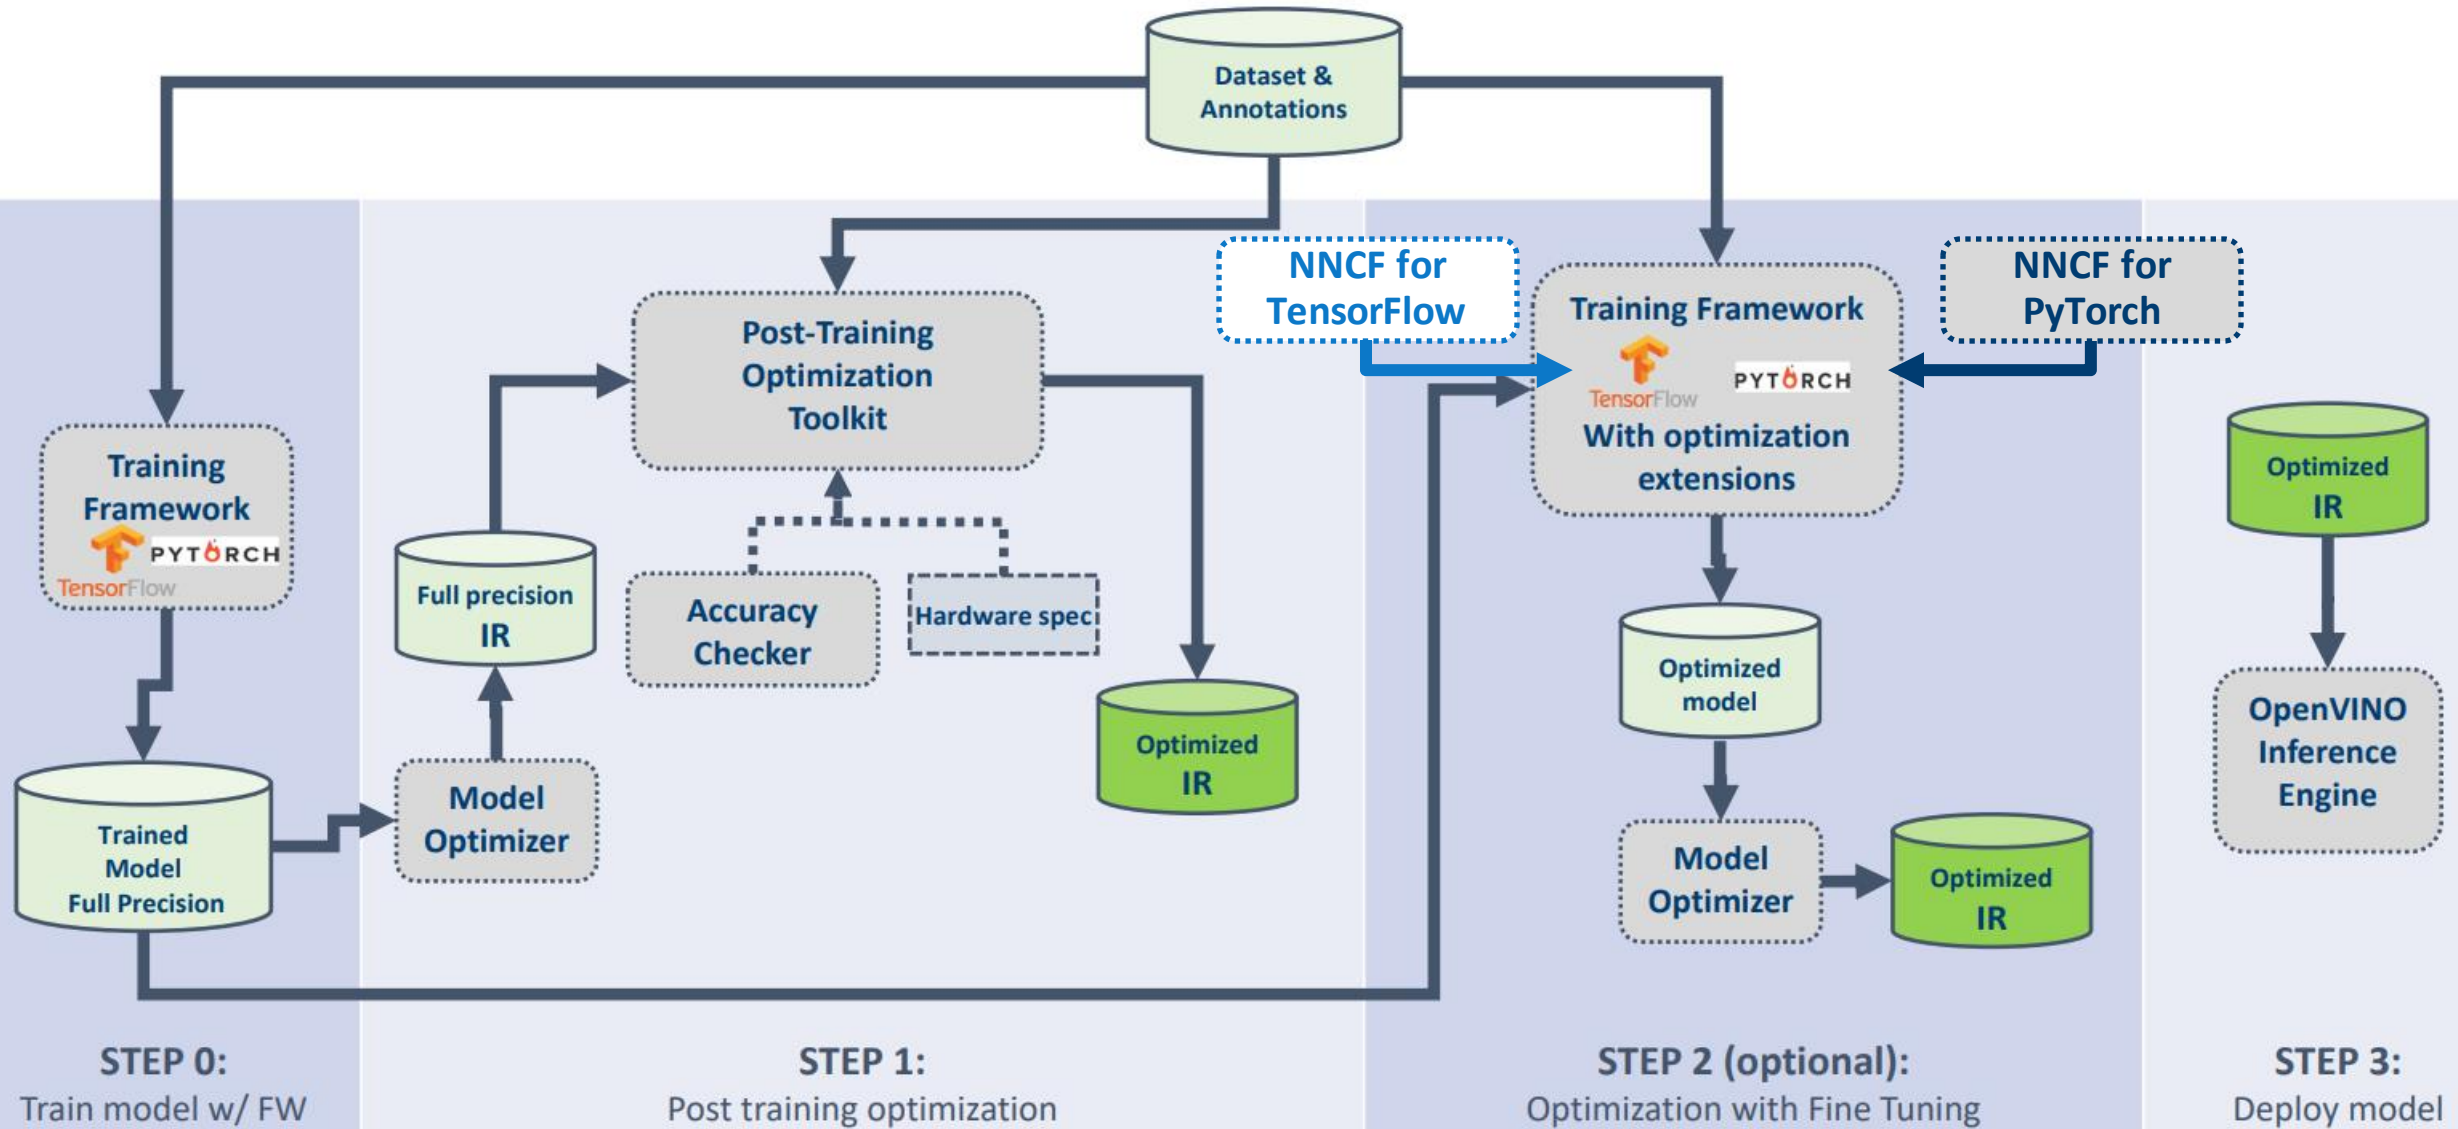 Dataset &
Annotations
Training
Framework
TensorFlow
PYTORCH
Trained
Model
Full Precision
Full precision
IR
Model
Optimizer
Post-Training
Optimization
Toolkit
Accuracy
Checker
Hardware spec
Optimized
IR
NNCF for
TensorFlow
Training Framework
TensorFlow
PYTORCH
With optimization
extensions
NNCF for
PyTorch
Optimized
model
Model
Optimizer
Optimized
IR
Optimized
IR
OpenVINO
Inference
Engine
STEP 0:
Train model w/ FW
STEP 1:
Post training optimization
STEP 2 (optional):
Optimization with Fine Tuning
STEP 3:
Deploy model